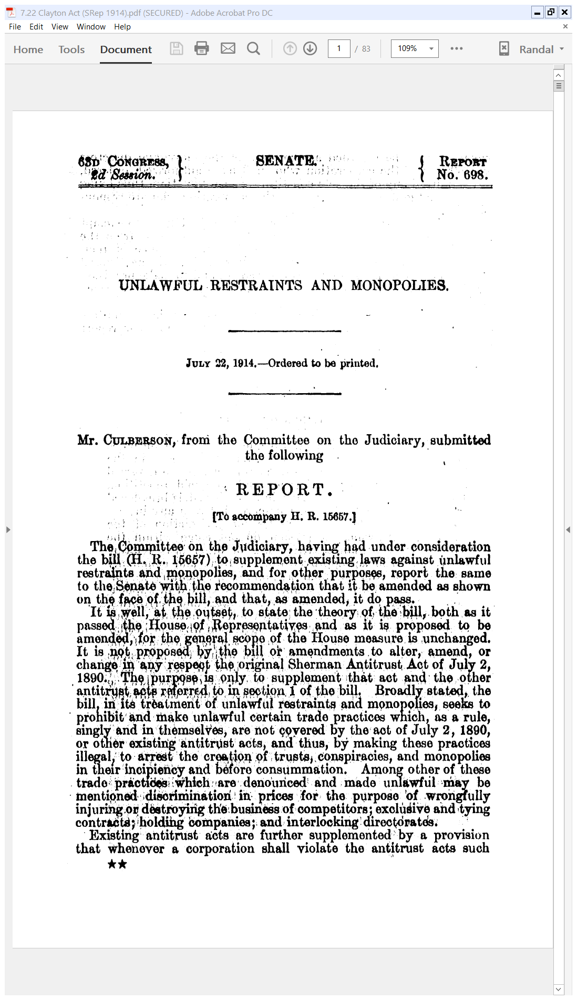 7.22 Clayton Act (SRep 1914).pdf (SECURED) - Adobe Acrobat Pro DC
File Edit View Window Help
Home Tools Document 1 / 83 109% Randal
63D CONGRESS, SENATE. REPORT
2d Session. No. 698.
UNLAWFUL RESTRAINTS AND MONOPOLIES.
JULY 22, 1914.—Ordered to be printed.
Mr. CULBERSON, from the Committee on the Judiciary, submitted
the following
REPORT.
[To accompany H. R. 15657.]
The Committee on the Judiciary, having had under consideration
the bill (H. R. 15657) to supplement existing laws against unlawful
restraints and monopolies, and for other purposes, report the same
to the Senate with the recommendation that it be amended as shown
on the face of the bill, and that, as amended, it do pass.
It is well, at the outset, to state the theory of the bill, both as it
passed the House of Representatives and as it is proposed to be
amended, for the general scope of the House measure is unchanged.
It is not proposed by the bill or amendments to alter, amend, or
change in any respect the original Sherman Antitrust Act of July 2,
1890. The purpose is only to supplement that act and the other
antitrust acts referred to in section 1 of the bill. Broadly stated, the
bill, in its treatment of unlawful restraints and monopolies, seeks to
prohibit and make unlawful certain trade practices which, as a rule,
singly and in themselves, are not covered by the act of July 2, 1890,
or other existing antitrust acts, and thus, by making these practices
illegal, to arrest the creation of trusts, conspiracies, and monopolies
in their incipiency and before consummation. Among other of these
trade practices which are denounced and made unlawful may be
mentioned discrimination in prices for the purpose of wrongfully
injuring or destroying the business of competitors; exclusive and tying
contracts; holding companies; and interlocking directorates.
Existing antitrust acts are further supplemented by a provision
that whenever a corporation shall violate the antitrust acts such